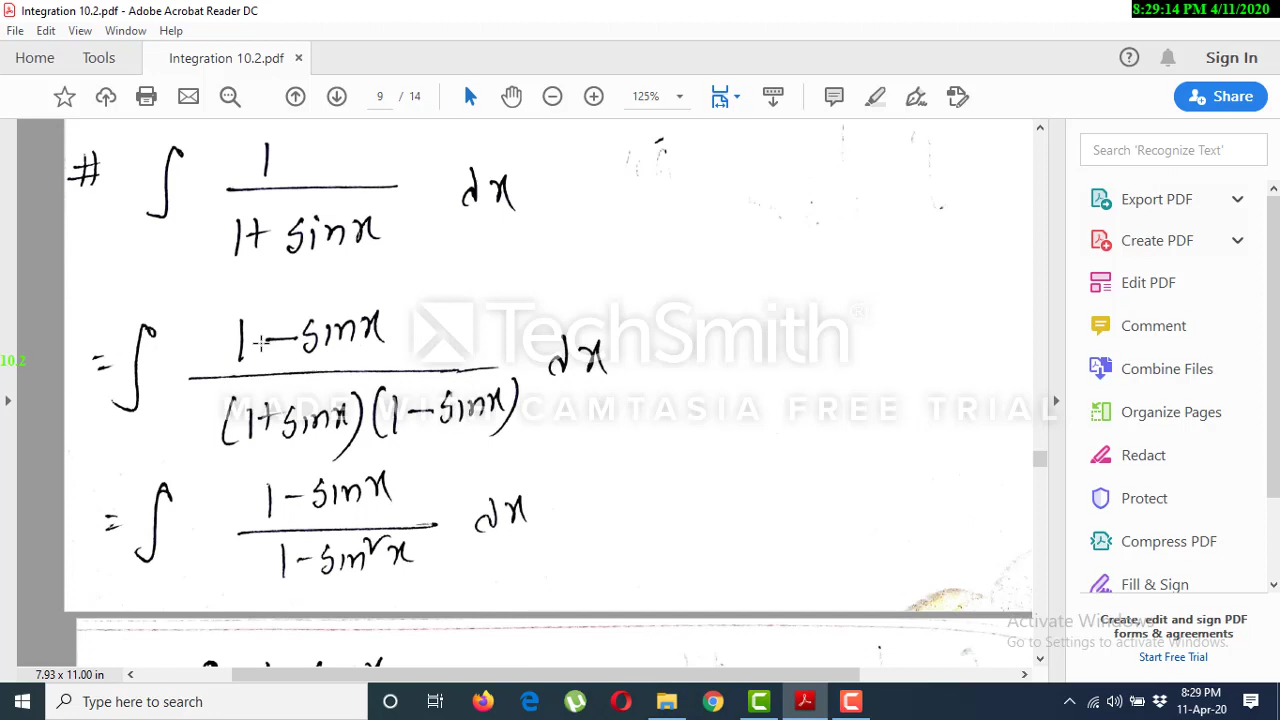 Integration 10.2.pdf - Adobe Acrobat Reader DC
8:29:14 PM 4/11/2020
File Edit View Window Help
Home Tools Integration 10.2.pdf × Sign In
9 / 14 125% Share
# ∫ 1 / (1 + sinx) dx
= ∫ (1 - sinx) / ((1 + sinx)(1 - sinx)) dx
= ∫ (1 - sinx) / (1 - sin²x) dx
10.2
TechSmith®
MADE WITH CAMTASIA FREE TRIAL
Search 'Recognize Text'
Export PDF
Create PDF
Edit PDF
Comment
Combine Files
Organize Pages
Redact
Protect
Compress PDF
Fill & Sign
Activate Windows
Go to Settings to activate Windows.
Create, edit and sign PDF
forms & agreements
Start Free Trial
7.93 x 11.00 in
Type here to search
8:29 PM
11-Apr-20